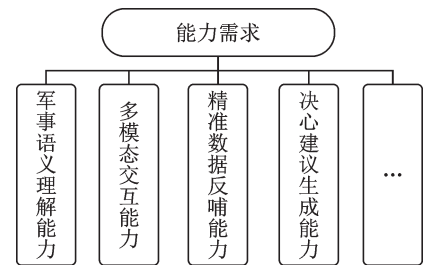 能力需求
军事语义理解能力
多模态交互能力
精准数据反哺能力
决心建议生成能力
…